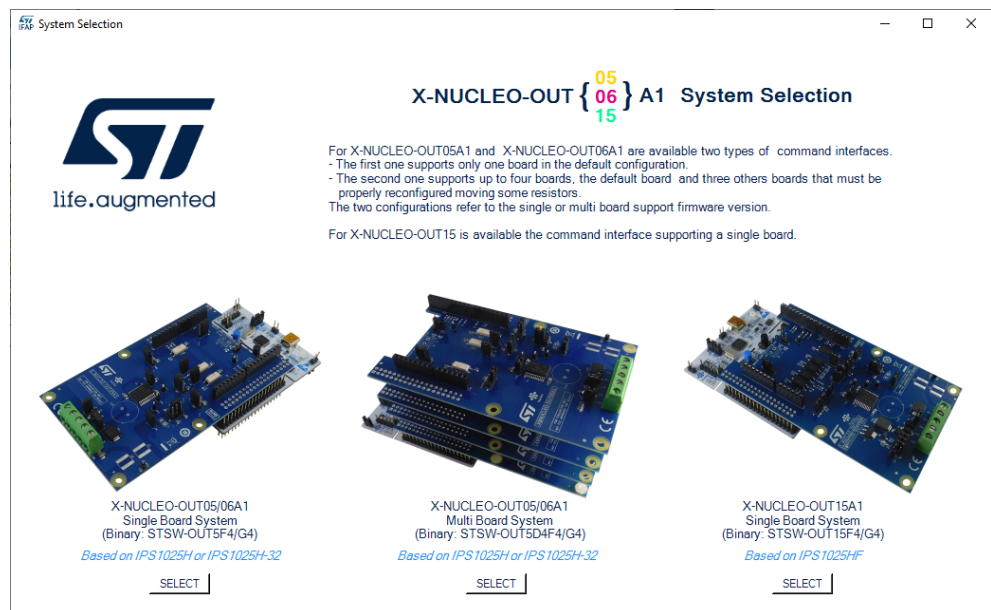 IFAP System Selection
ST
life.augmented
05
X-NUCLEO-OUT { 06 } A1 System Selection
15
For X-NUCLEO-OUT05A1 and X-NUCLEO-OUT06A1 are available two types of command interfaces.
- The first one supports only one board in the default configuration.
- The second one supports up to four boards, the default board and three others boards that must be
properly reconfigured moving some resistors.
The two configurations refer to the single or multi board support firmware version.
For X-NUCLEO-OUT15 is available the command interface supporting a single board.
X-NUCLEO-OUT05/06A1
Single Board System
(Binary: STSW-OUT5F4/G4)
Based on IPS1025H or IPS1025H-32
SELECT
X-NUCLEO-OUT05/06A1
Multi Board System
(Binary: STSW-OUT5D4F4/G4)
Based on IPS1025H or IPS1025H-32
SELECT
X-NUCLEO-OUT15A1
Single Board System
(Binary: STSW-OUT15F4/G4)
Based on IPS1025HF
SELECT